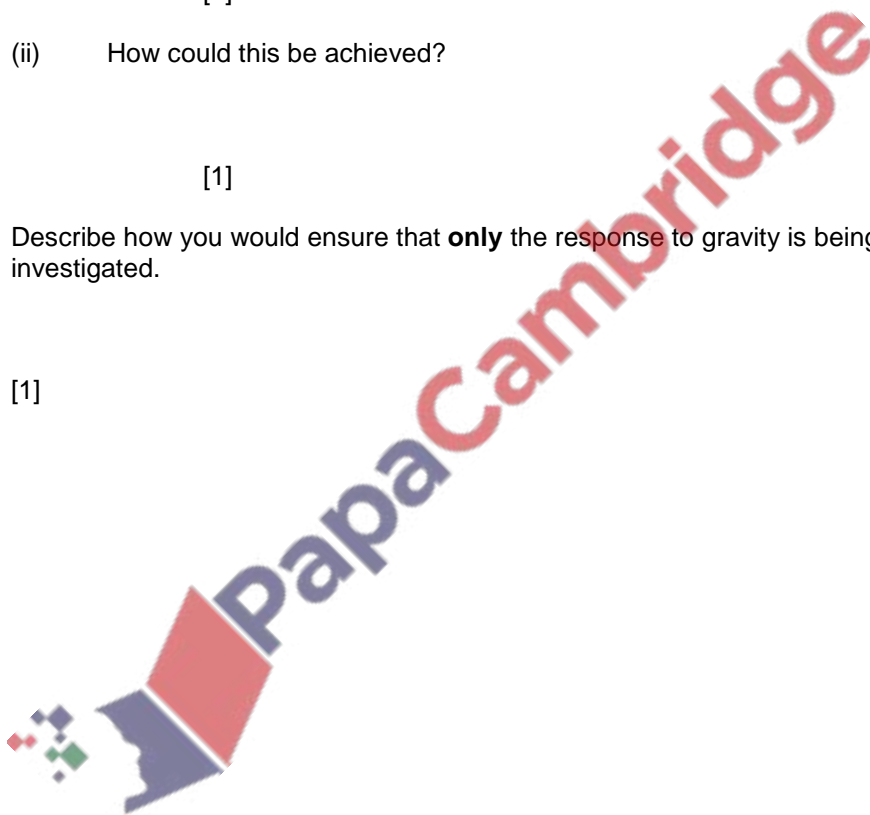 (ii) How could this be achieved?
[1]
Describe how you would ensure that only the response to gravity is being
investigated.
[1]
PapaCambridge